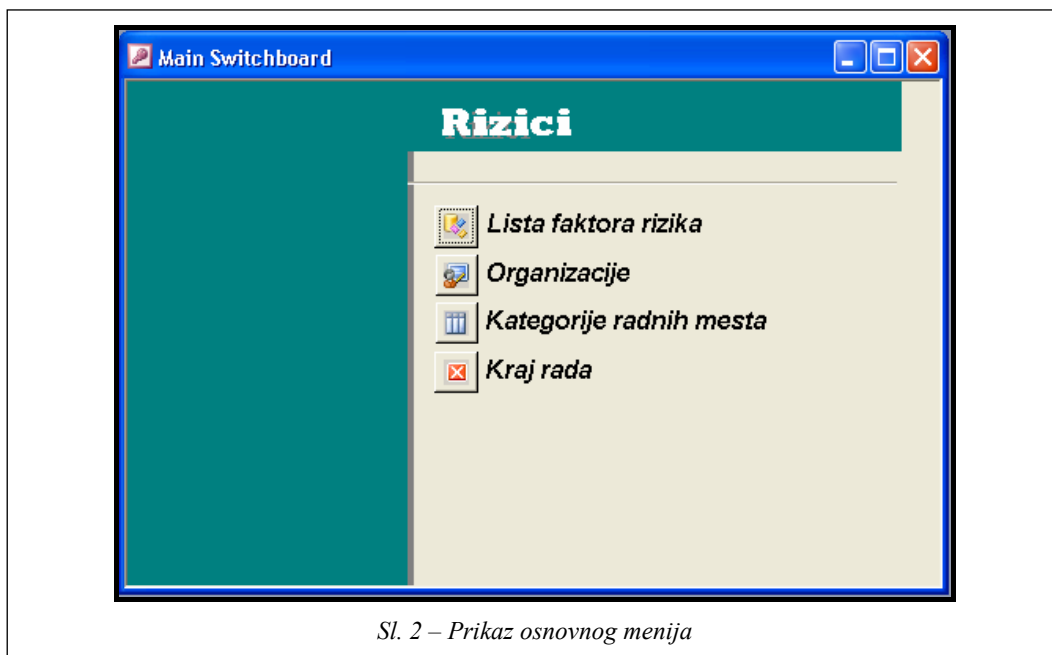 Main Switchboard
Rizici
Lista faktora rizika
Organizacije
Kategorije radnih mesta
Kraj rada
Sl. 2 – Prikaz osnovnog menija